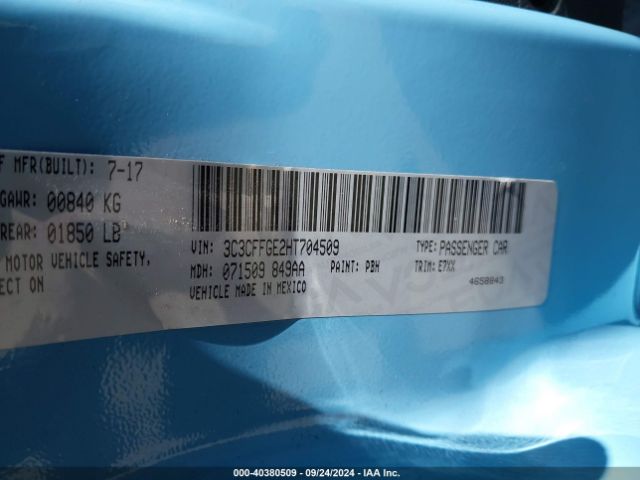 F MFR(BUILT): 7-17
GAWR: 00840 KG
REAR: 01850 LB
MOTOR VEHICLE SAFETY,
ECT ON
VIN: 3C3CFFGE2HT704509
TYPE: PASSENGER CAR
MDH: 071509 849AA
PAINT: PBH
TRIM: E7XX
VEHICLE MADE IN MEXICO
4650843
000-40380509 - 09/24/2024 - IAA Inc.